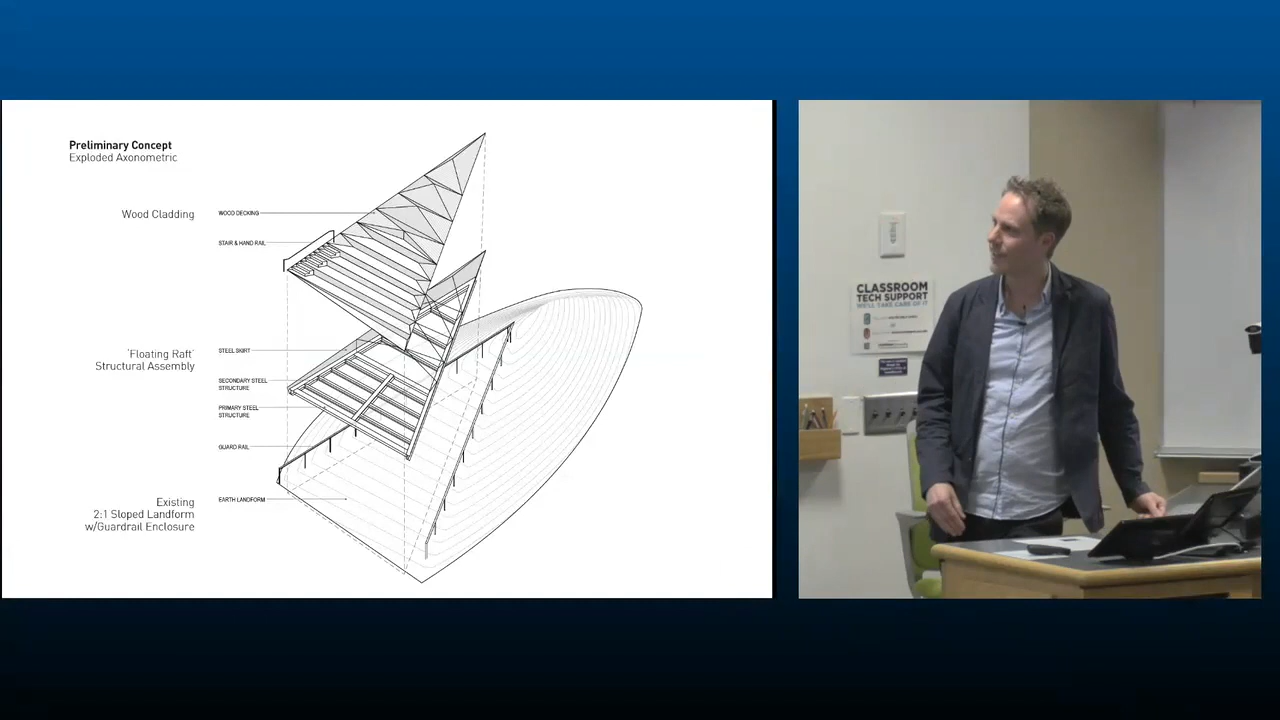 Preliminary Concept
Exploded Axonometric
Wood Cladding
WOOD DECKING
STAIR & HAND RAIL
'Floating Raft'
Structural Assembly
STEEL SKIRT
SECONDARY STEEL
STRUCTURE
PRIMARY STEEL
STRUCTURE
GUARD RAIL
Existing
2:1 Sloped Landform
w/Guardrail Enclosure
EARTH LANDFORM
CLASSROOM
TECH SUPPORT
WE'LL TAKE CARE OF IT